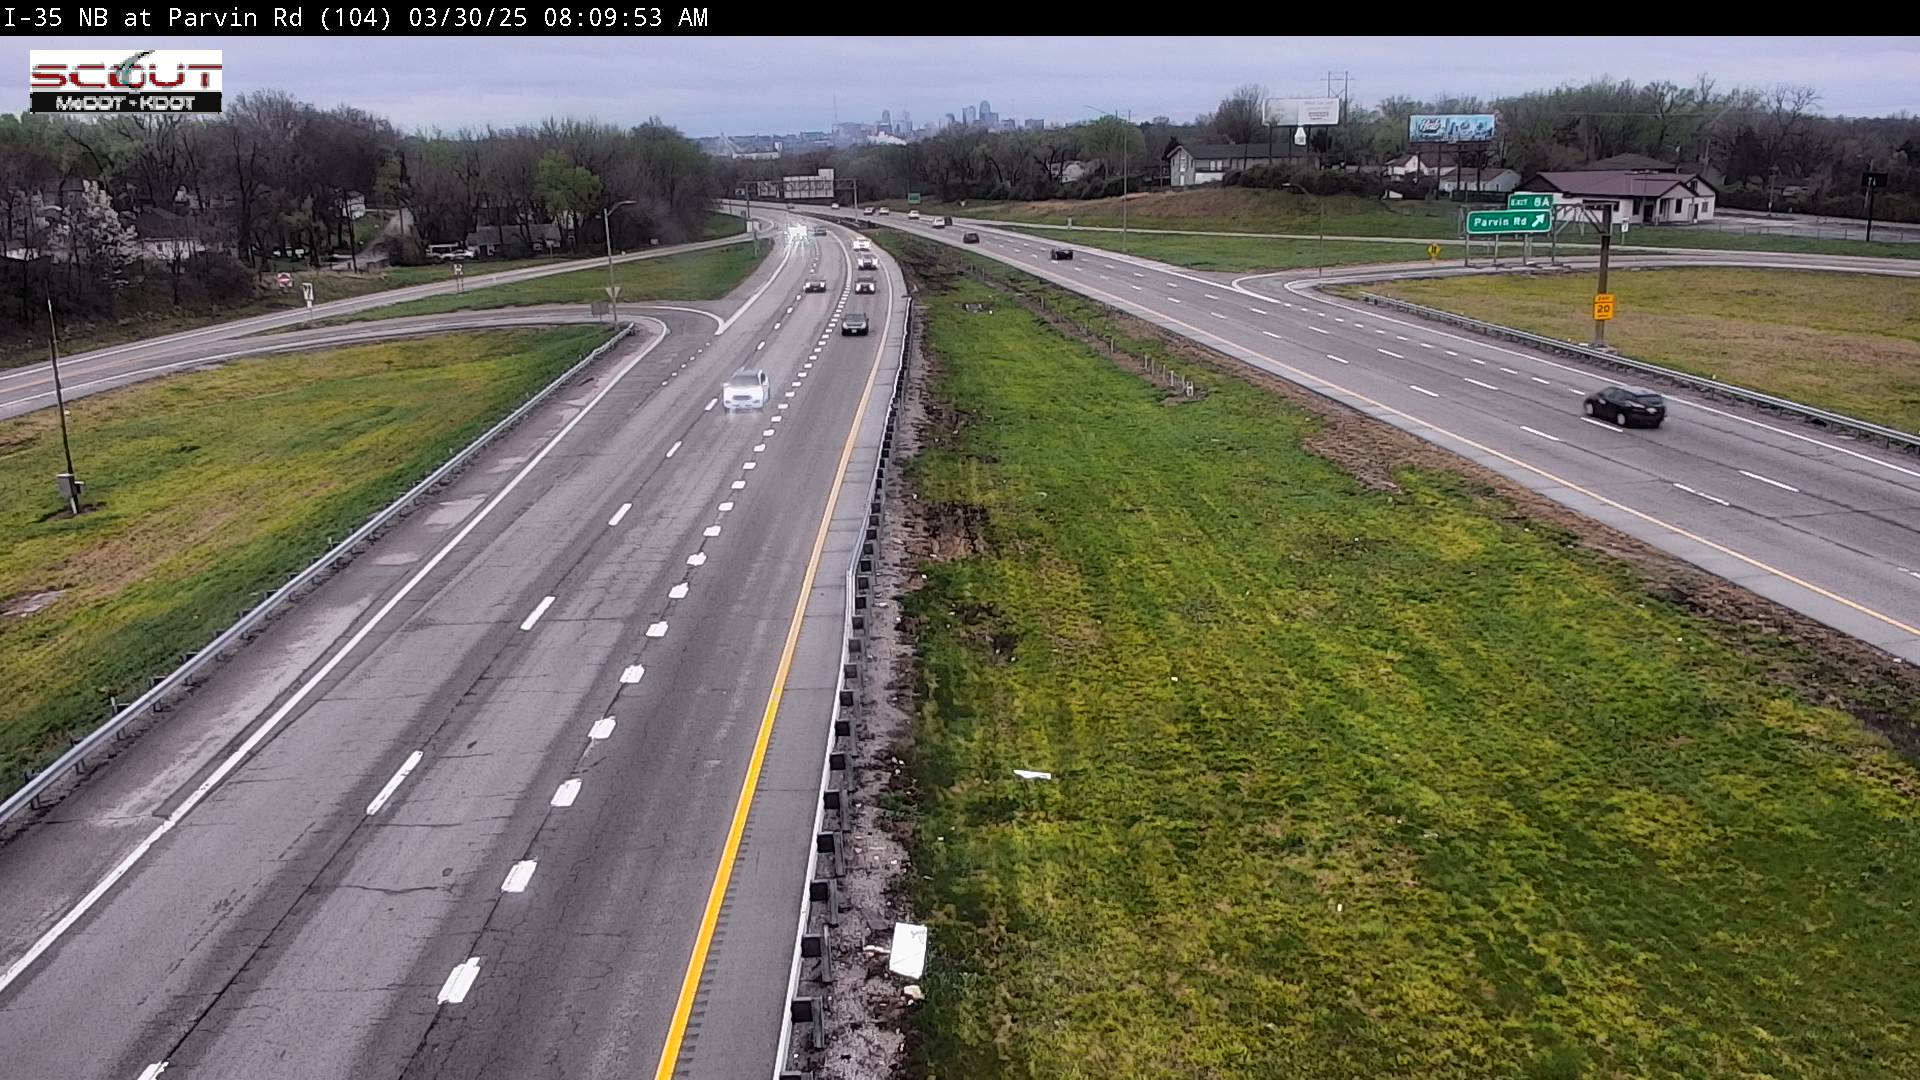 I-35 NB at Parvin Rd (104) 03/30/25 08:09:53 AM
SCOUT
MoDOT - KDOT
EXIT 8A
Parvin Rd
EXIT
20